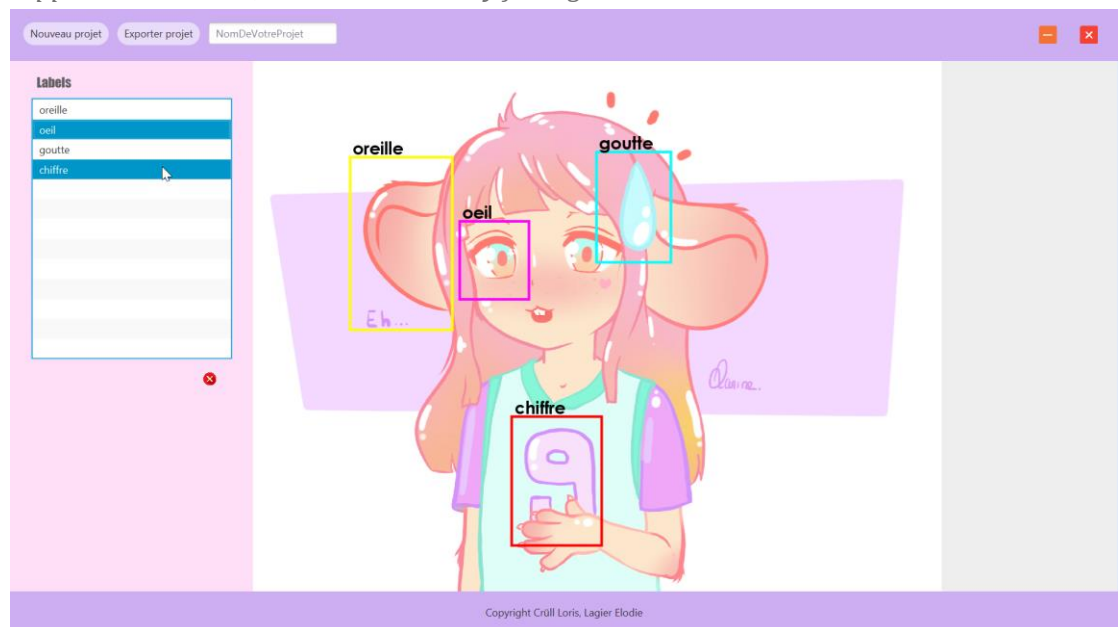 Nouveau projet Exporter projet NomDeVotreProjet
Labels
oreille
oeil
goutte
chiffre
oreille
goutte
oeil
Eh...
chiffre
Copyright Crüll Loris, Lagier Elodie